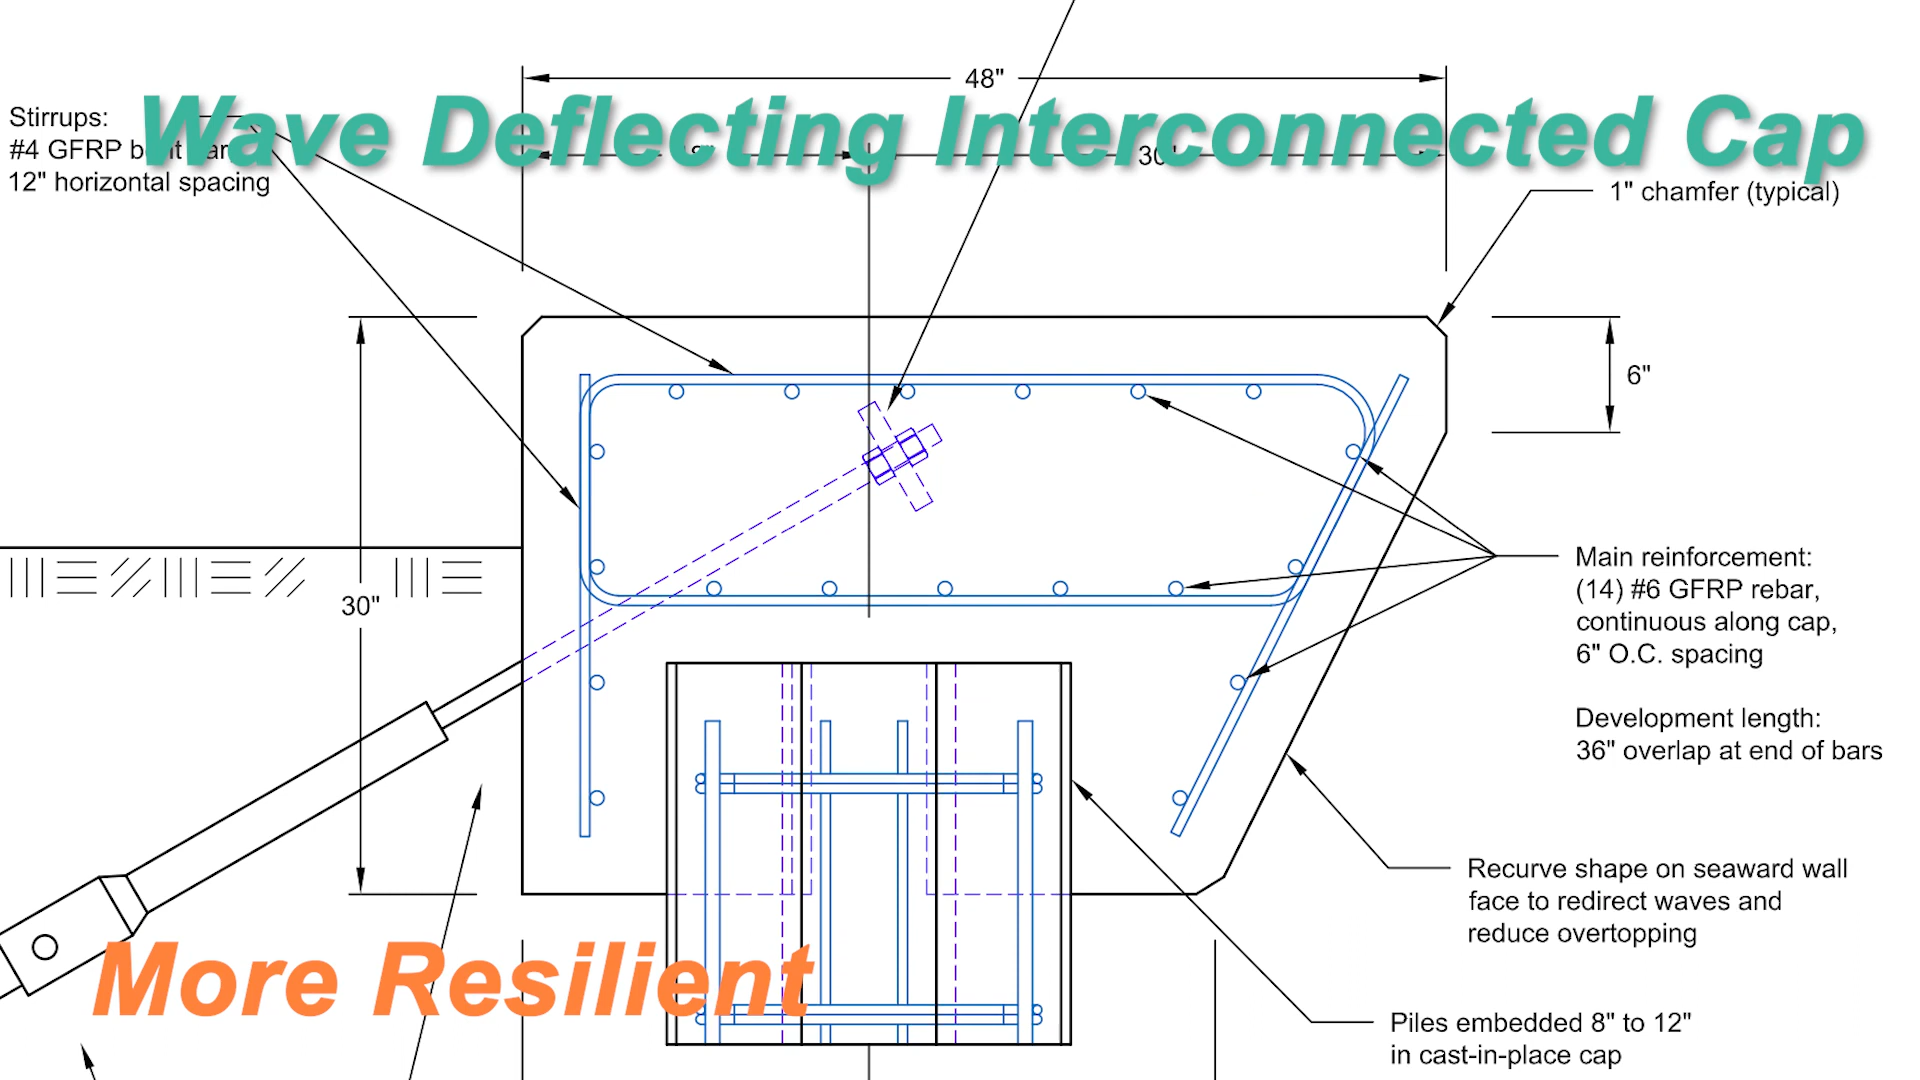 48"
Wave Deflecting Interconnected Cap
Stirrups:
#4 GFRP
12" horizontal spacing
30"
1" chamfer (typical)
6"
30"
Main reinforcement:
(14) #6 GFRP rebar,
continuous along cap,
6" O.C. spacing
Development length:
36" overlap at end of bars
Recurve shape on seaward wall
face to redirect waves and
reduce overtopping
More Resilient
Piles embedded 8" to 12"
in cast-in-place cap